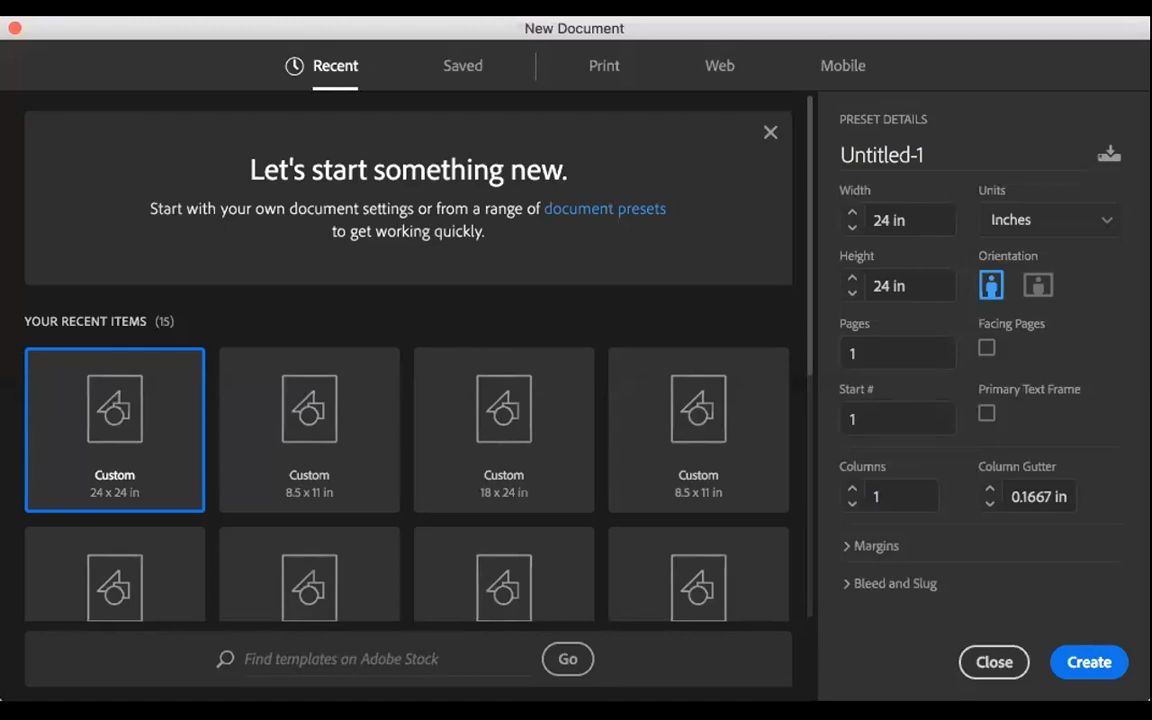 New Document
Recent
Saved
Print
Web
Mobile
Let's start something new.
Start with your own document settings or from a range of document presets
to get working quickly.
YOUR RECENT ITEMS (15)
Custom
24 x 24 in
Custom
8.5 x 11 in
Custom
18 x 24 in
Custom
8.5 x 11 in
Find templates on Adobe Stock
Go
PRESET DETAILS
Untitled-1
Width
Units
24 in
Inches
Height
Orientation
24 in
Pages
Facing Pages
1
Start #
Primary Text Frame
1
Columns
Column Gutter
1
0.1667 in
> Margins
> Bleed and Slug
Close
Create